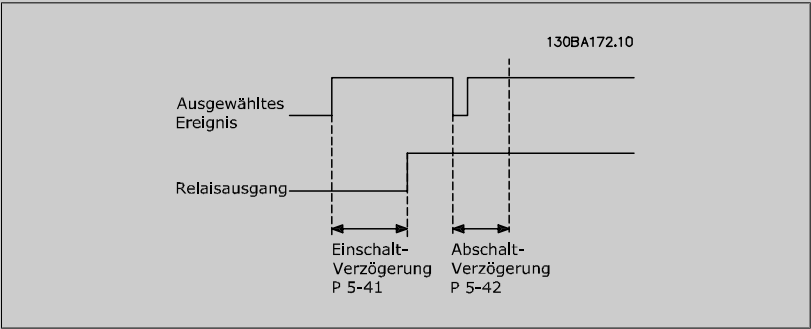 130BA172.10
Ausgewähltes
Ereignis
Relaisausgang
Einschalt-
Verzögerung
P 5-41
Abschalt-
Verzögerung
P 5-42